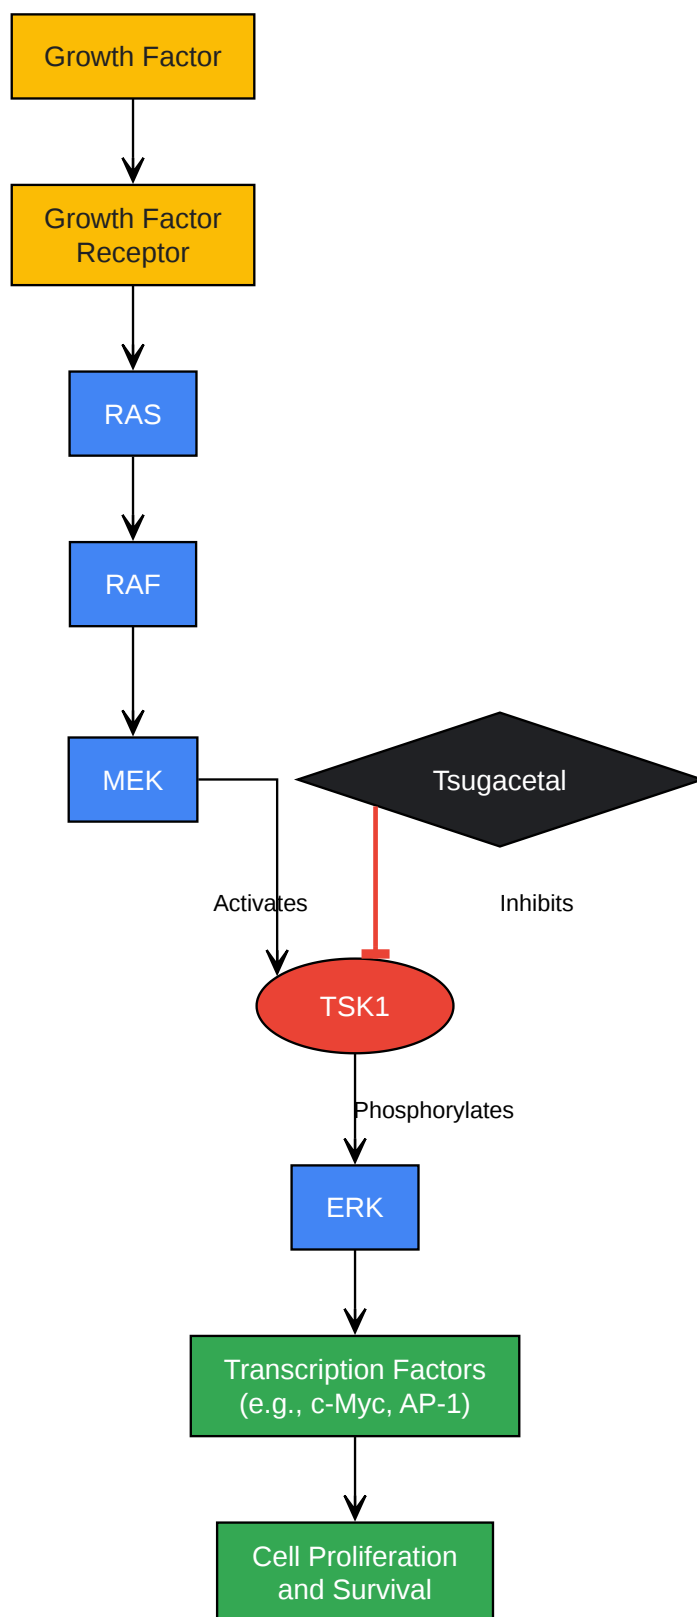 Growth Factor
Growth Factor
Receptor
RAS
RAF
MEK
Tsugacetal
Activates
Inhibits
TSK1
Phosphorylates
ERK
Transcription Factors
(e.g., c-Myc, AP-1)
Cell Proliferation
and Survival